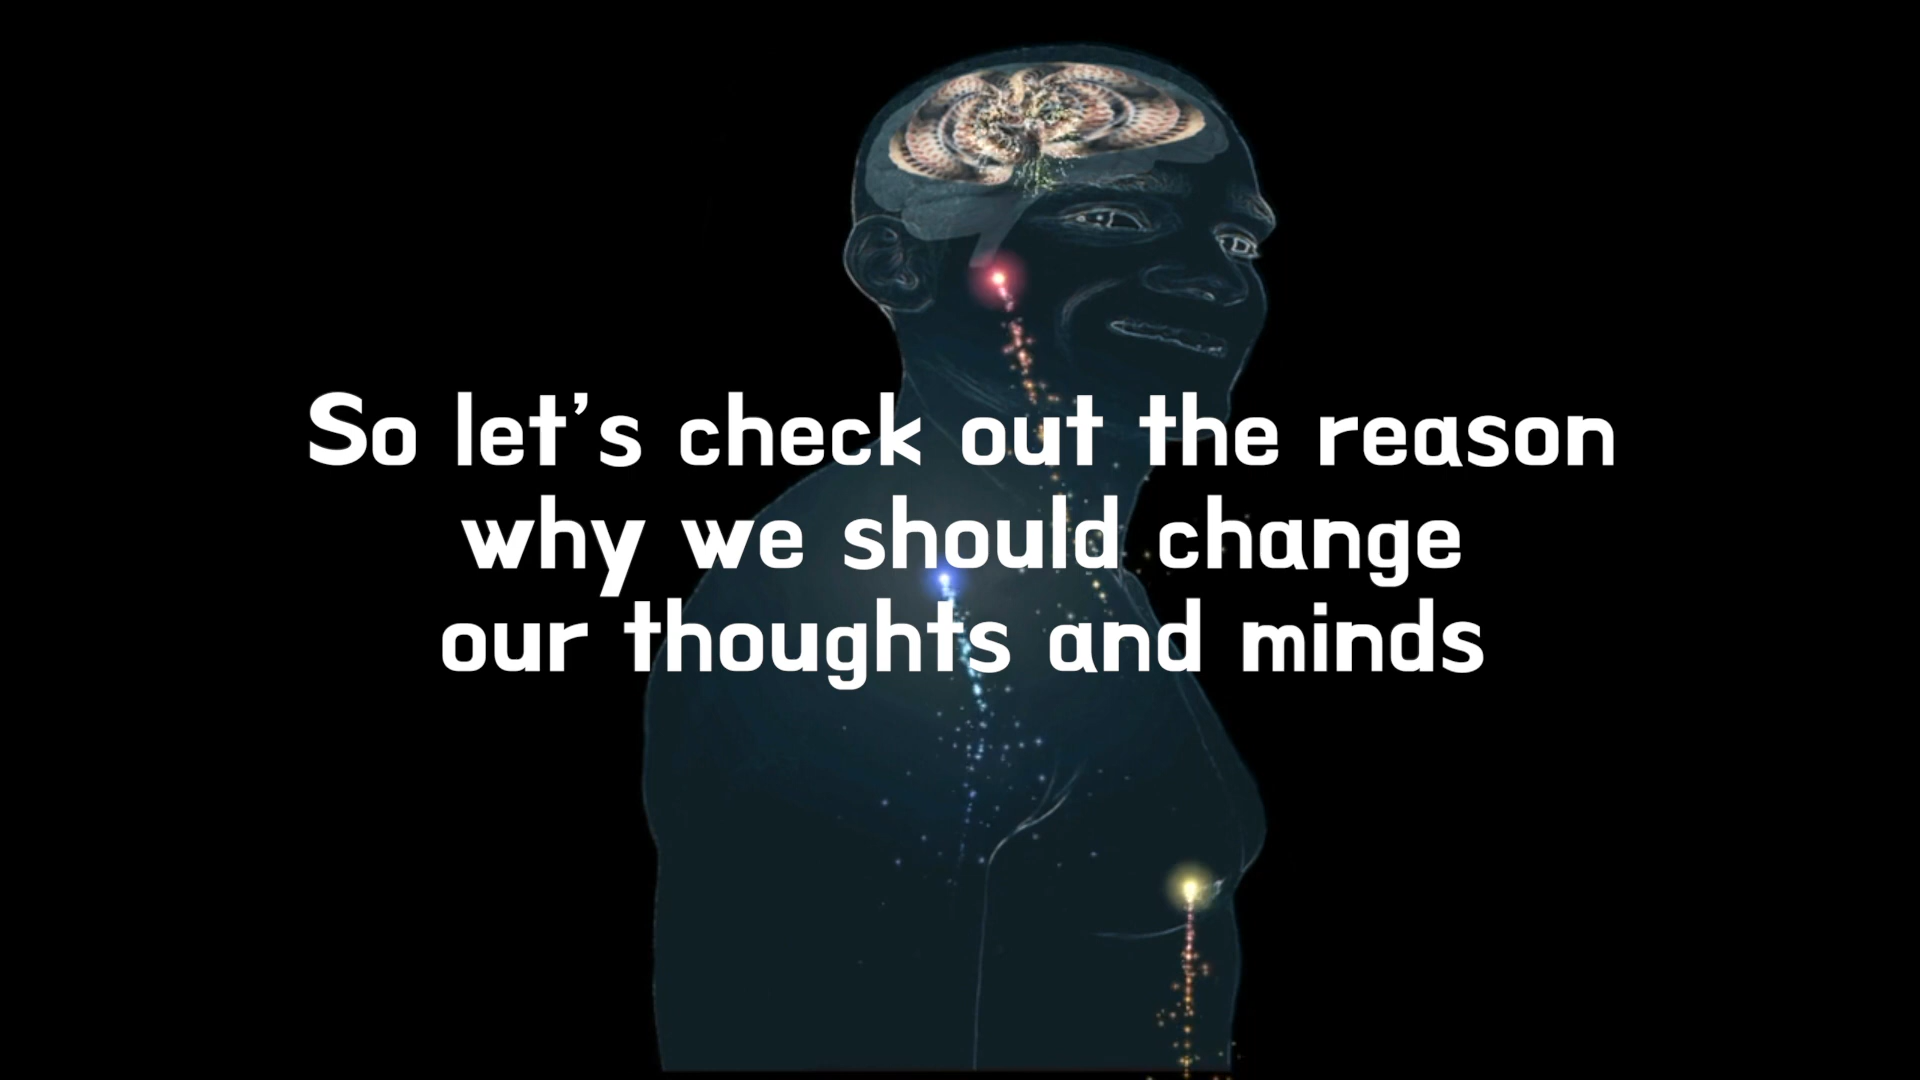 So let's check out the reason
why we should change
our thoughts and minds